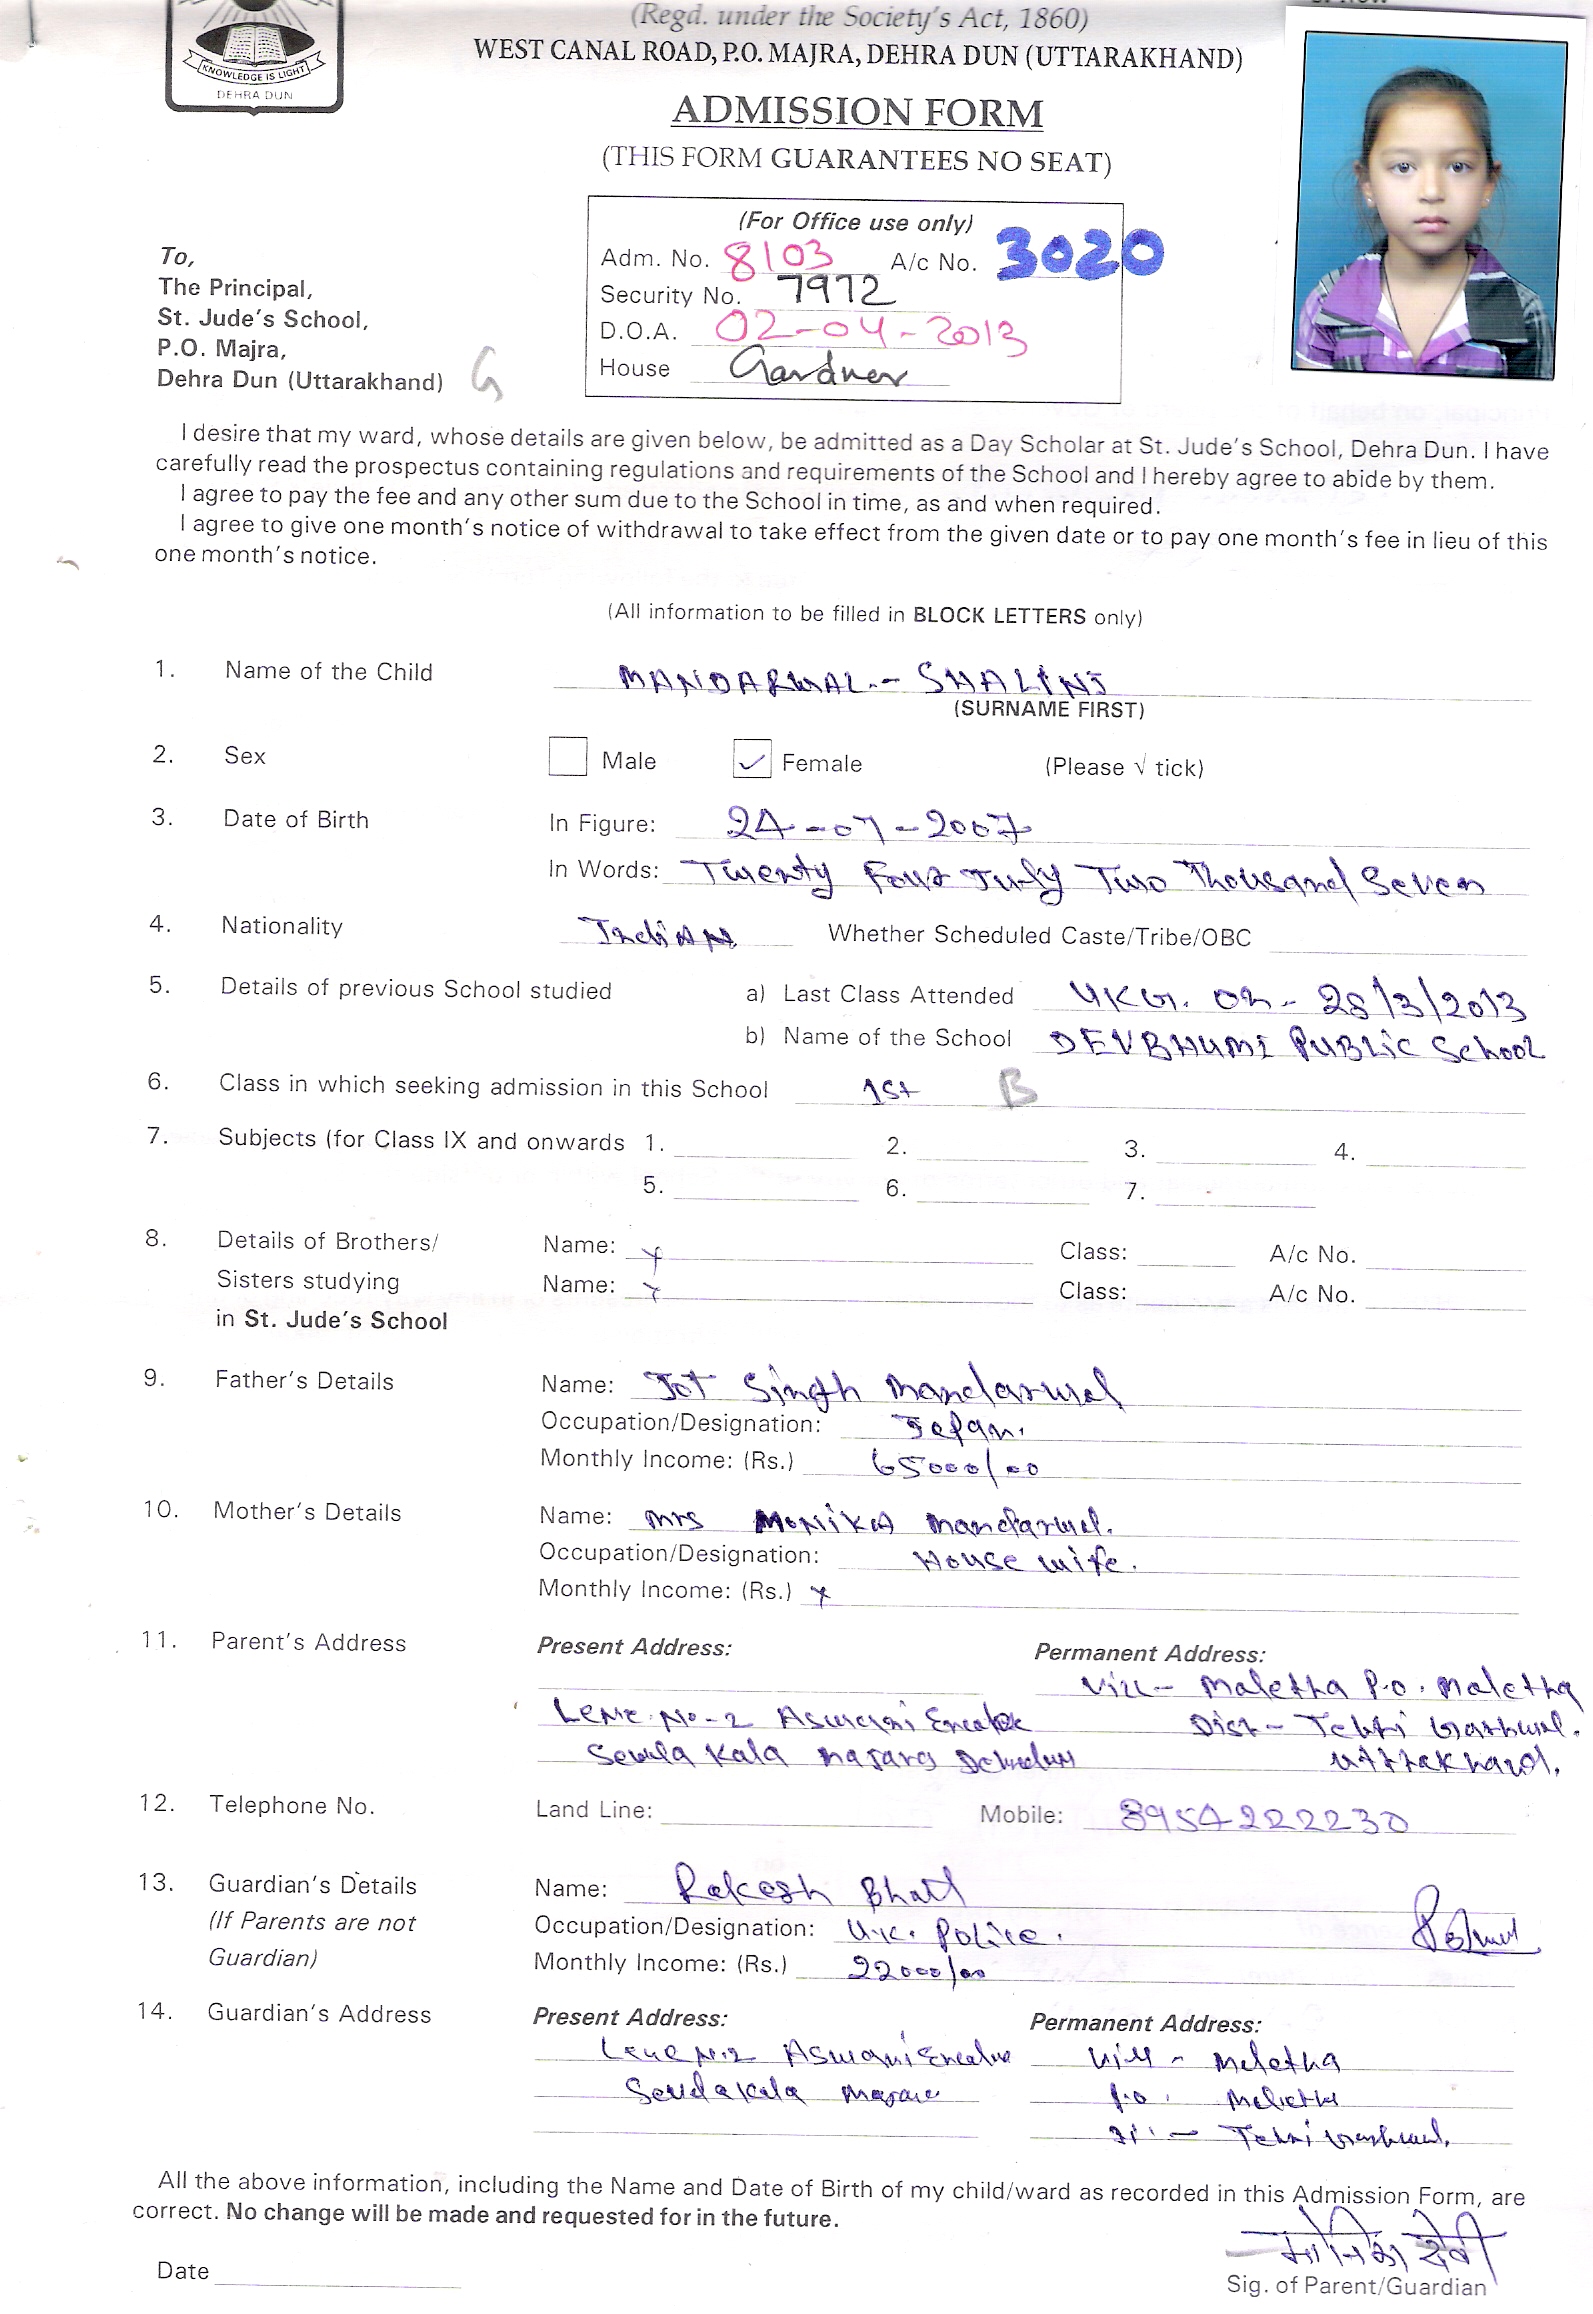 (Regd. under the Society's Act, 1860)
WEST CANAL ROAD, P.O. MAJRA, DEHRA DUN (UTTARAKHAND)
KNOWLEDGE IS LIGHT
DEHRA DUN
ADMISSION FORM
(THIS FORM GUARANTEES NO SEAT)
(For Office use only)
Adm. No. 8103 A/c No. 3020
Security No. 7972
D.O.A. 02-04-2013
House Gardner
To,
The Principal,
St. Jude's School,
P.O. Majra,
Dehra Dun (Uttarakhand) G
I desire that my ward, whose details are given below, be admitted as a Day Scholar at St. Jude's School, Dehra Dun. I have
carefully read the prospectus containing regulations and requirements of the School and I hereby agree to abide by them.
I agree to pay the fee and any other sum due to the School in time, as and when required.
I agree to give one month's notice of withdrawal to take effect from the given date or to pay one month's fee in lieu of this
one month's notice.
(All information to be filled in BLOCK LETTERS only)
1. Name of the Child MANDARWAL.- SHALINI
(SURNAME FIRST)
2. Sex Male ✓ Female (Please √ tick)
3. Date of Birth In Figure: 24-07-2007
In Words: Twenty Four July Two Thousand Seven
4. Nationality IndiAN Whether Scheduled Caste/Tribe/OBC
5. Details of previous School studied a) Last Class Attended UKG. on - 28/3/2013
b) Name of the School DEVBHUMI PUBLIC School
6. Class in which seeking admission in this School 1st B
7. Subjects (for Class IX and onwards 1. 2. 3. 4.
5. 6. 7.
8. Details of Brothers/ Name: x Class: A/c No.
Sisters studying Name: x Class: A/c No.
in St. Jude's School
9. Father's Details Name: Jot Singh Mandarwal
Occupation/Designation: Japan.
Monthly Income: (Rs.) 65000/00
10. Mother's Details Name: Mrs MONIKA Mandarwal.
Occupation/Designation: House wife.
Monthly Income: (Rs.) x
11. Parent's Address Present Address: Permanent Address:
Vill- Maletha P.O. Maletha
Lene No-2 Aswani Dist- Tehri Garhwal.
Sewla Kala Uttrakhand.
12. Telephone No. Land Line: Mobile: 8954222230
13. Guardian's Details Name: Rakesh Bhatt
(If Parents are not Occupation/Designation: U.K. Police.
Guardian) Monthly Income: (Rs.) 22000/00
14. Guardian's Address Present Address: Permanent Address:
Lene No.2 Aswani Vill - Maletha
Sewla Kala P.O. Maletha
Tehri Garhwal.
All the above information, including the Name and Date of Birth of my child/ward as recorded in this Admission Form, are
correct. No change will be made and requested for in the future.
मोनिका देवी
Date Sig. of Parent/Guardian